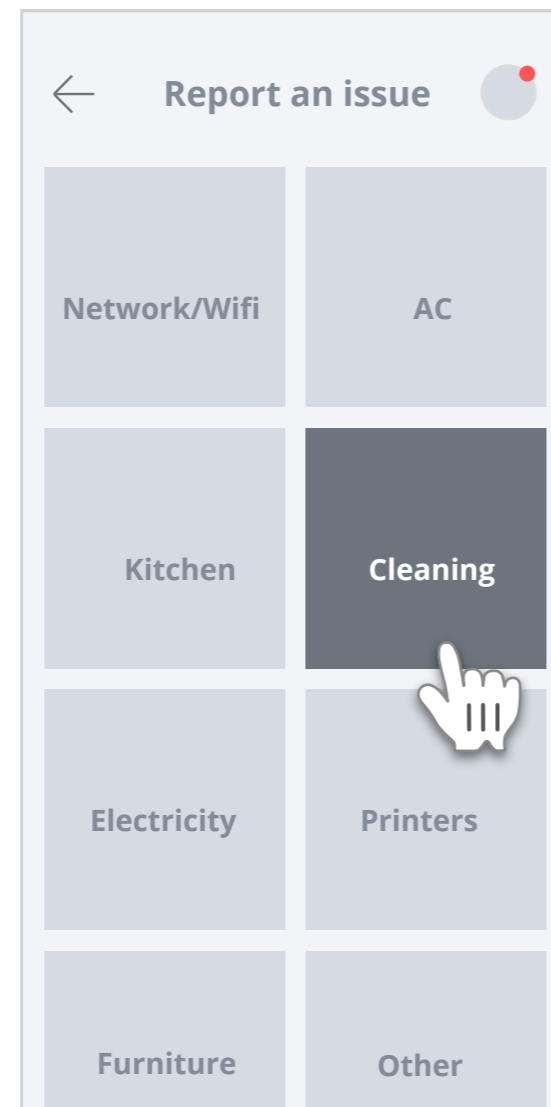 Report an issue
Network/Wifi
AC
Kitchen
Cleaning
Electricity
Printers
Furniture
Other